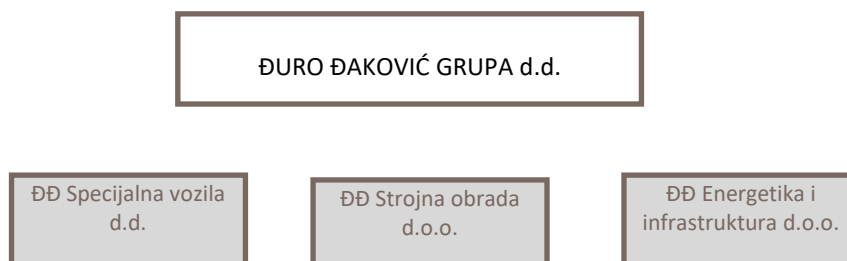 ĐURO ĐAKOVIĆ GRUPA d.d.
ĐĐ Specijalna vozila
d.d.
ĐĐ Strojna obrada
d.o.o.
ĐĐ Energetika i
infrastruktura d.o.o.